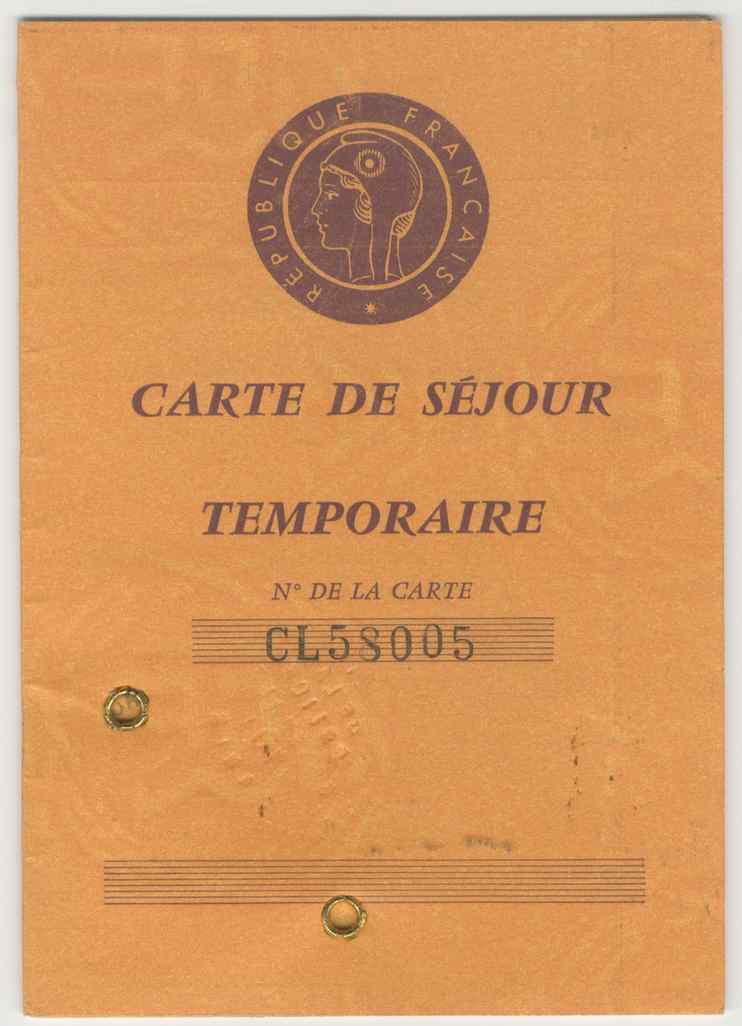 RÉPUBLIQUE FRANÇAISE
CARTE DE SÉJOUR
TEMPORAIRE
N° DE LA CARTE
CL58005